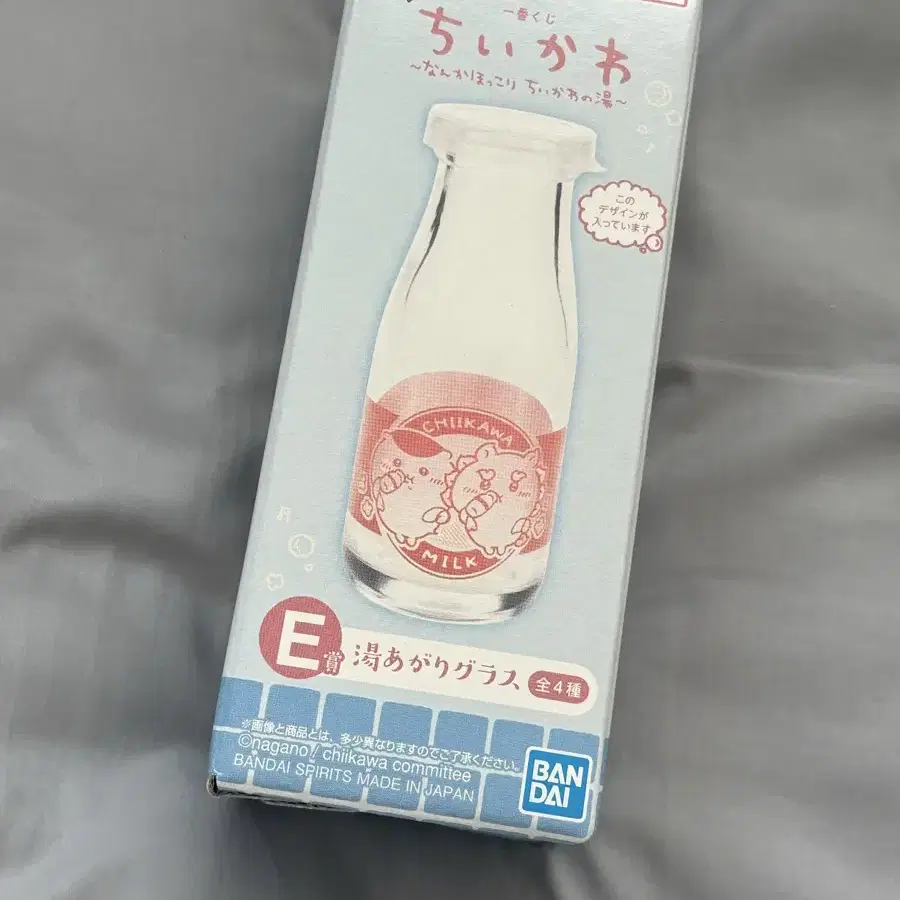 一番くじ
ちいかわ
～なんかほっこり ちいかわの湯～
この
デザインが
入っています
CHIIKAWA
MILK
E賞 湯あがりグラス 全4種
※画像と商品とは、多少異なりますのでご了承ください。
©nagano / chiikawa committee
BANDAI SPIRITS MADE IN JAPAN
BAN
DAI